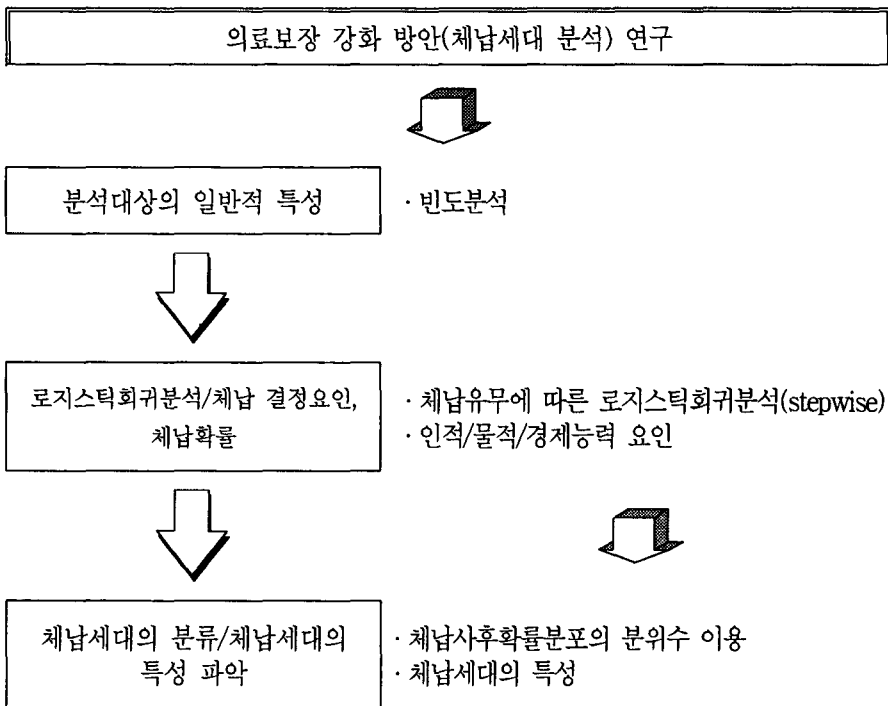 의료보장 강화 방안(체납세대 분석) 연구
분석대상의 일반적 특성
· 빈도분석
로지스틱회귀분석/체납 결정요인,
체납확률
· 체납유무에 따른 로지스틱회귀분석(stepwise)
· 인적/물적/경제능력 요인
체납세대의 분류/체납세대의
특성 파악
· 체납사후확률분포의 분위수 이용
· 체납세대의 특성